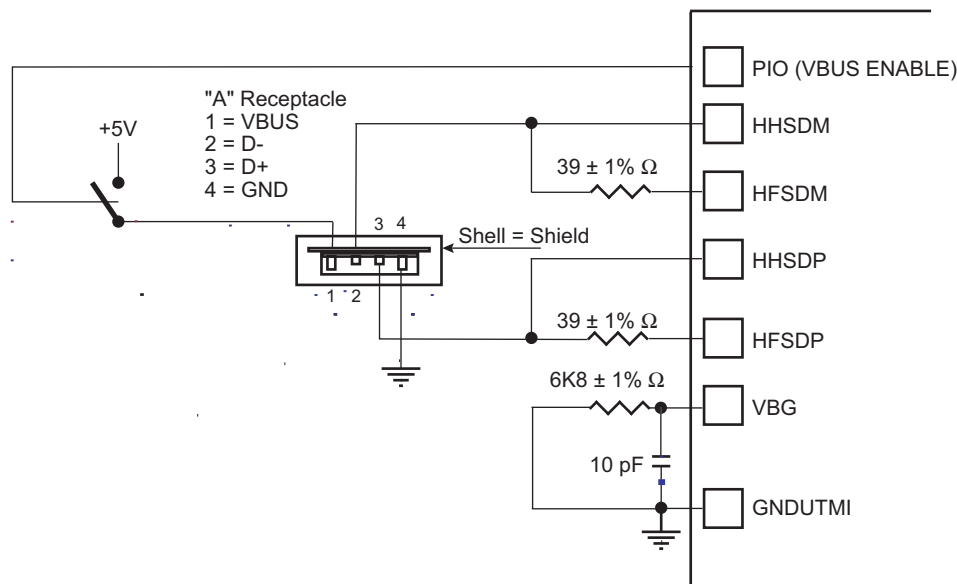 PIO (VBUS ENABLE)
"A" Receptacle
1 = VBUS
2 = D-
3 = D+
4 = GND
+5V
HHSDM
39 ± 1% Ω
HFSDM
3 4
Shell = Shield
HHSDP
1 2
39 ± 1% Ω
HFSDP
6K8 ± 1% Ω
VBG
10 pF
GNDUTMI